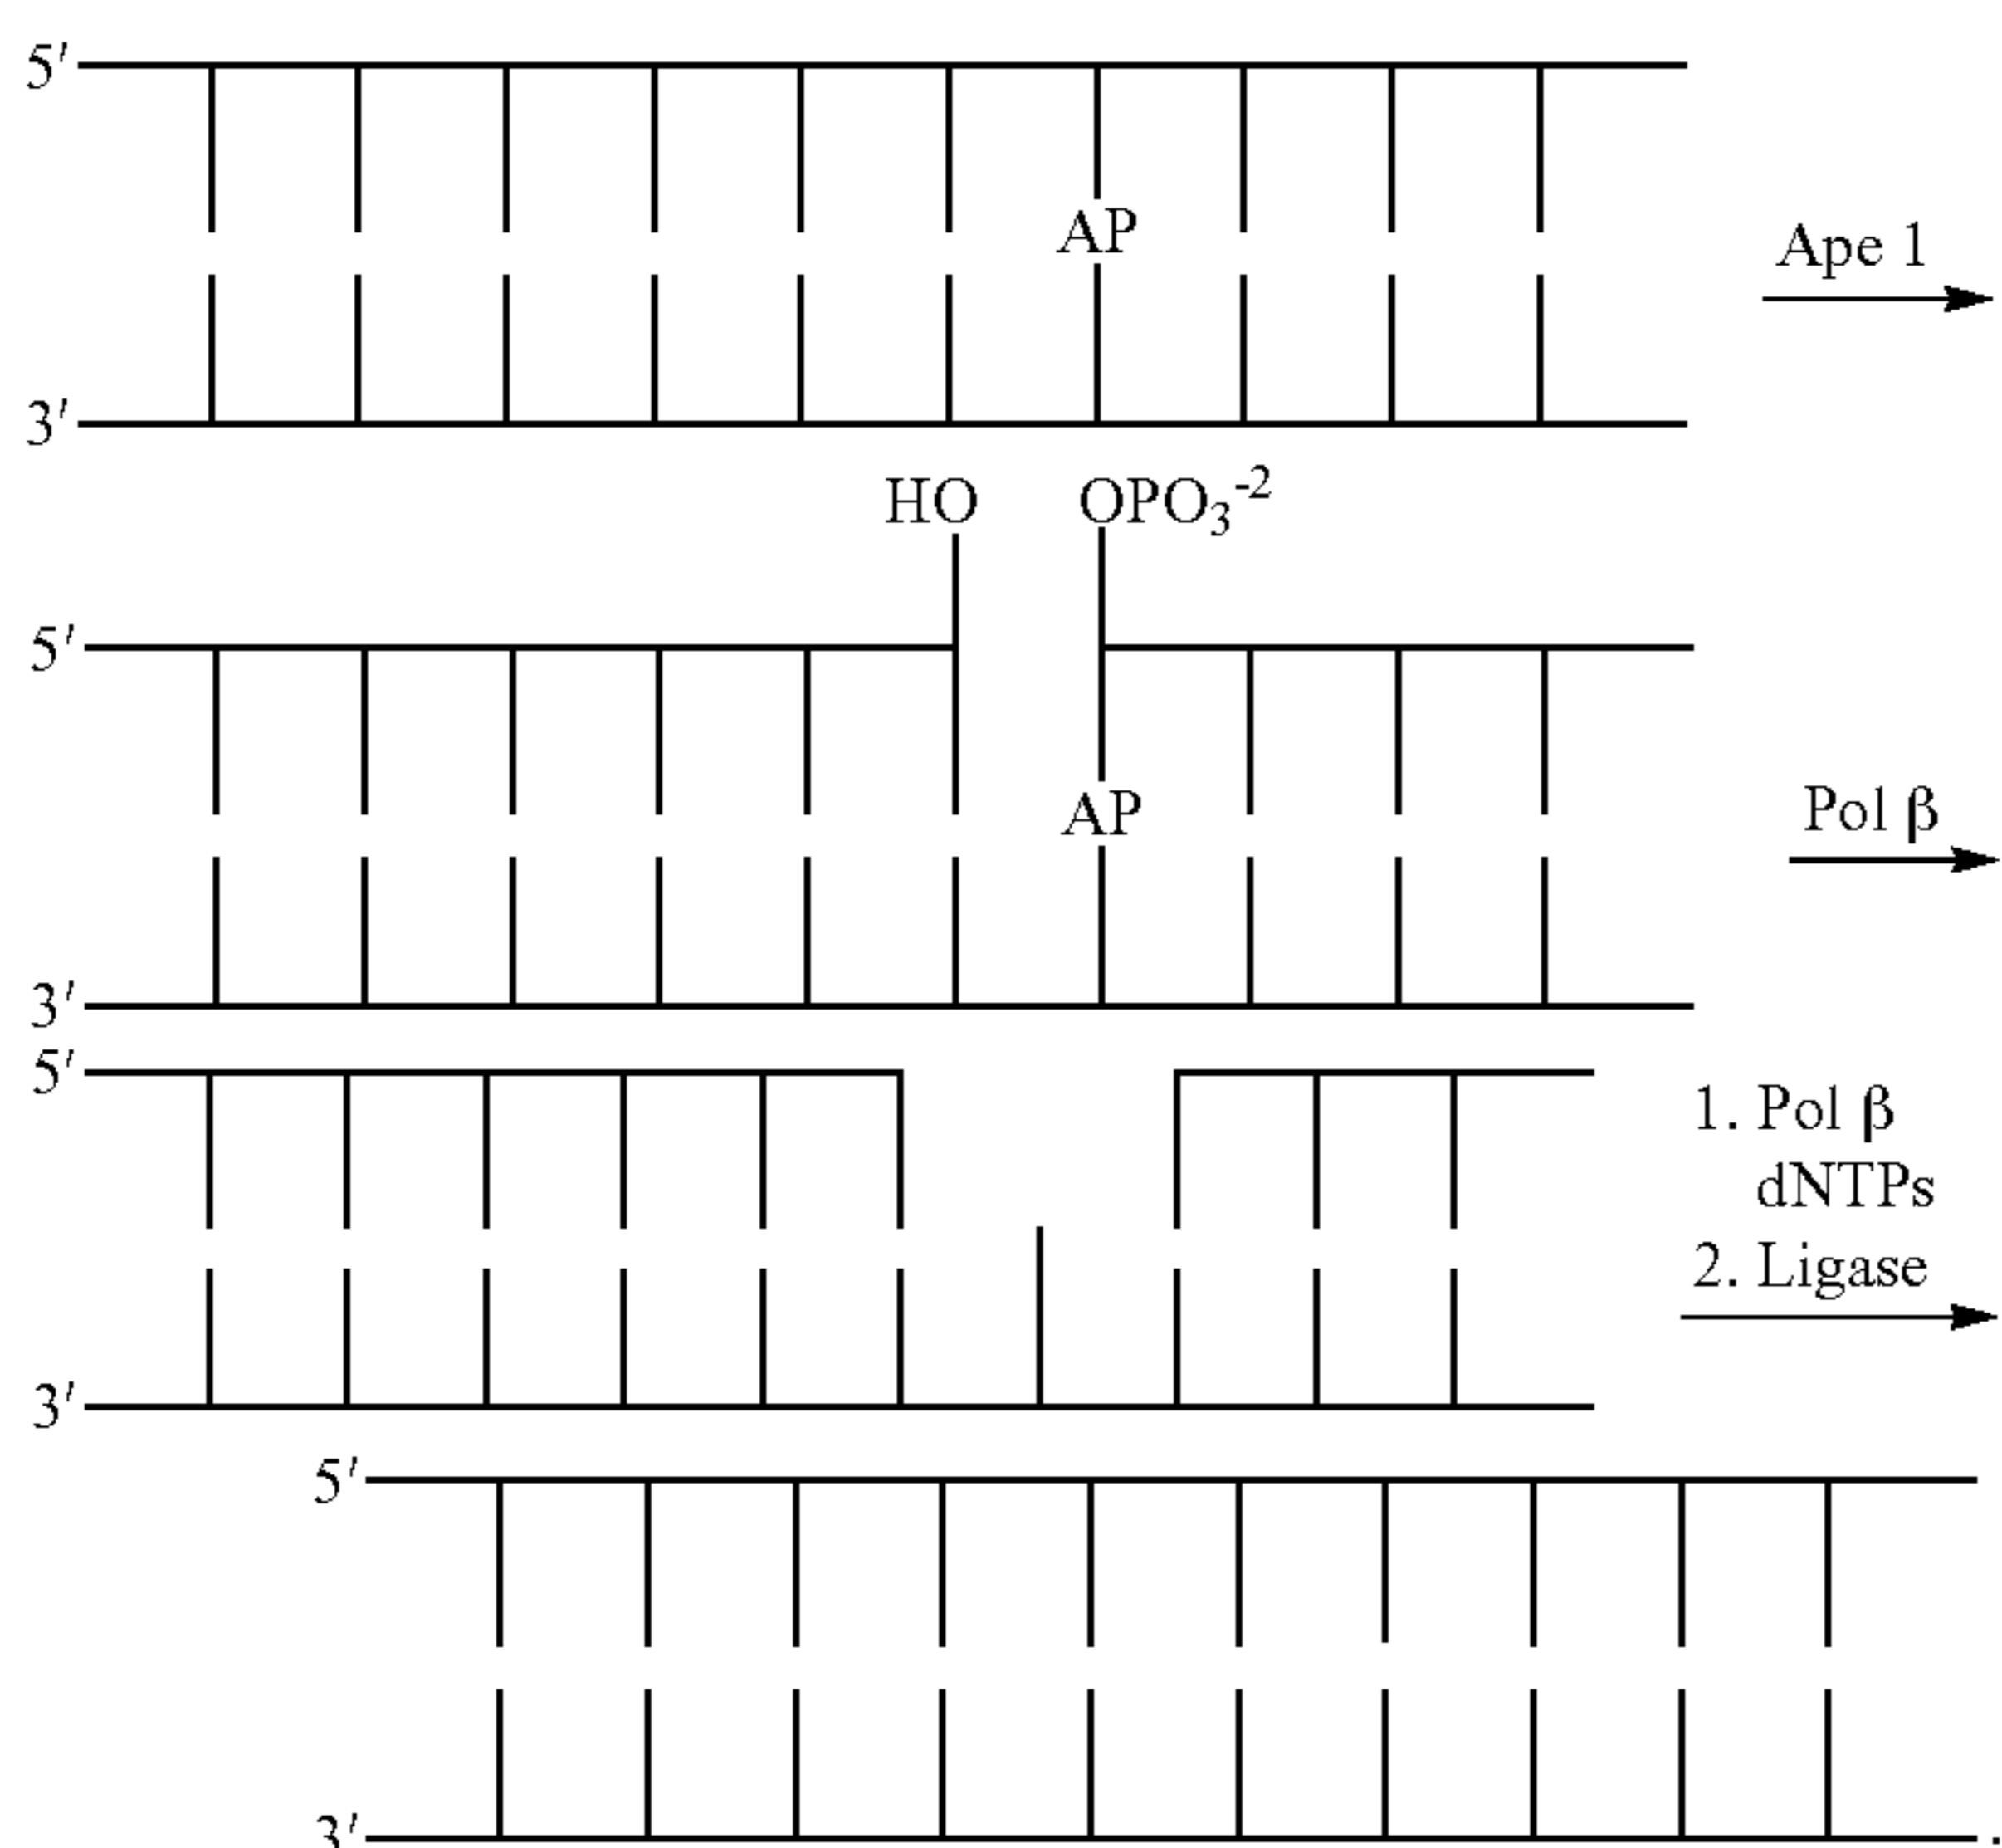 5′
AP
Ape 1
3′
HO OPO₃⁻²
5′
AP
Pol β
3′
5′
1. Pol β
dNTPs
2. Ligase
3′
5′
3′ .